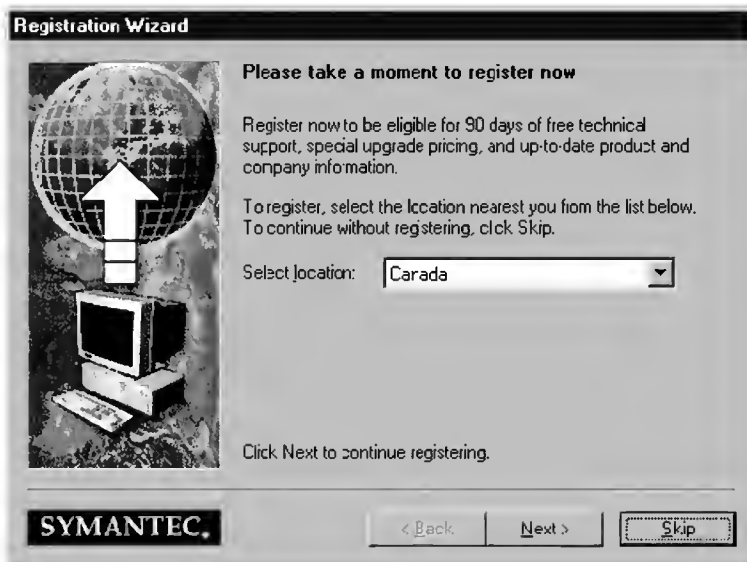 Registration Wizard
Please take a moment to register now
Register now to be eligible for 90 days of free technical
support, special upgrade pricing, and up-to-date product and
company information.
To register, select the location nearest you from the list below.
To continue without registering, click Skip.
Select location: Canada
Click Next to continue registering.
SYMANTEC.
< Back Next > Skip